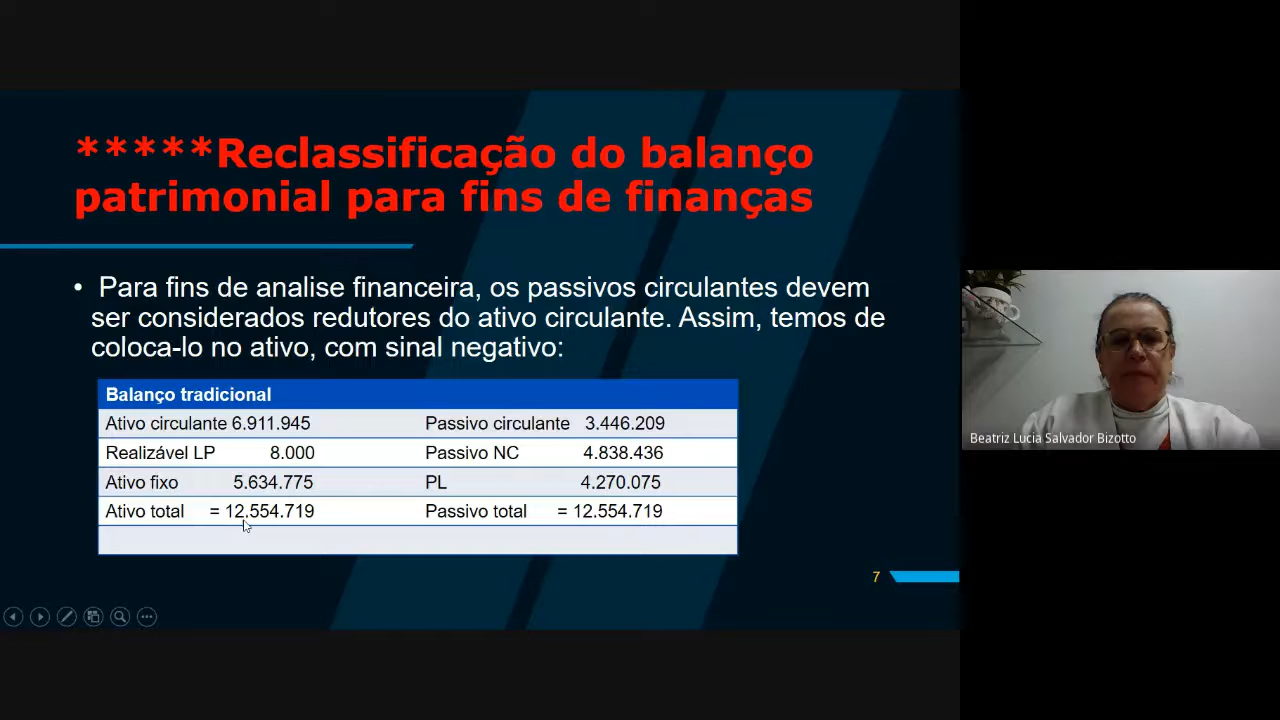 *****Reclassificação do balanço
patrimonial para fins de finanças
• Para fins de analise financeira, os passivos circulantes devem
ser considerados redutores do ativo circulante. Assim, temos de
coloca-lo no ativo, com sinal negativo:
Balanço tradicional
Ativo circulante 6.911.945 Passivo circulante 3.446.209
Realizável LP 8.000 Passivo NC 4.838.436
Ativo fixo 5.634.775 PL 4.270.075
Ativo total = 12.554.719 Passivo total = 12.554.719
7
Beatriz Lucia Salvador Bizotto